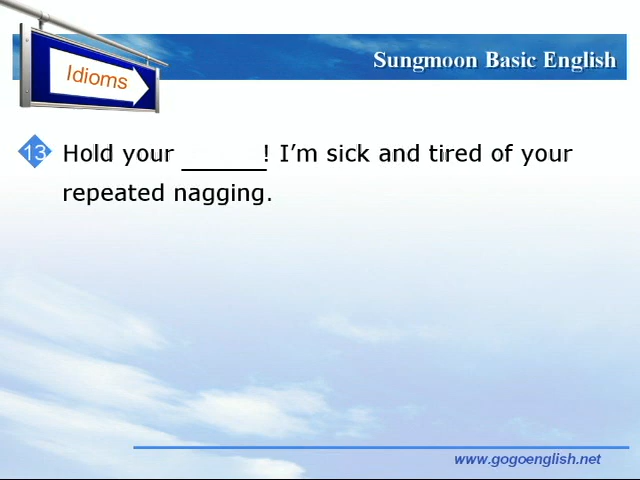 Sungmoon Basic English
Idioms
13 Hold your ______! I'm sick and tired of your
repeated nagging.
www.gogoenglish.net